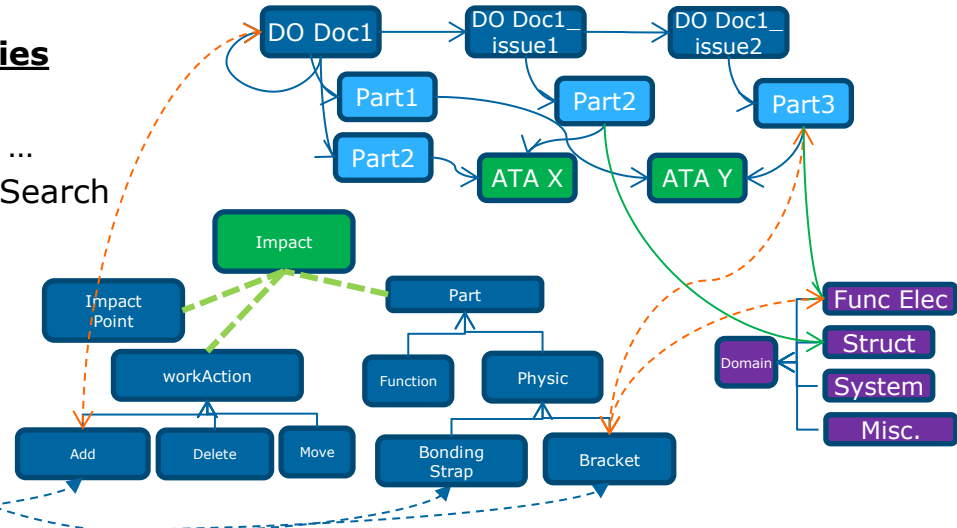 ies
...
Search
DO Doc1
DO Doc1_
issue1
DO Doc1_
issue2
Part1
Part2
Part3
Part2
ATA X
ATA Y
Impact
Impact
Point
Part
Func Elec
Struct
Domain
System
Misc.
workAction
Function
Physic
Add
Delete
Move
Bonding
Strap
Bracket